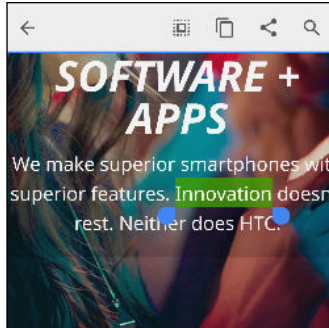 SOFTWARE +
APPS
We make superior smartphones wit
superior features. Innovation doesn
rest. Neither does HTC.